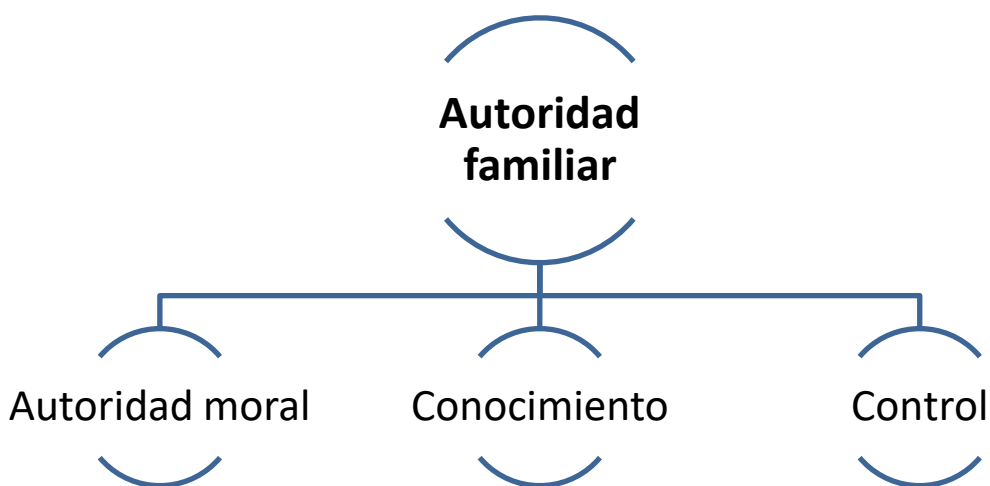 Autoridad
familiar
Autoridad moral
Conocimiento
Control